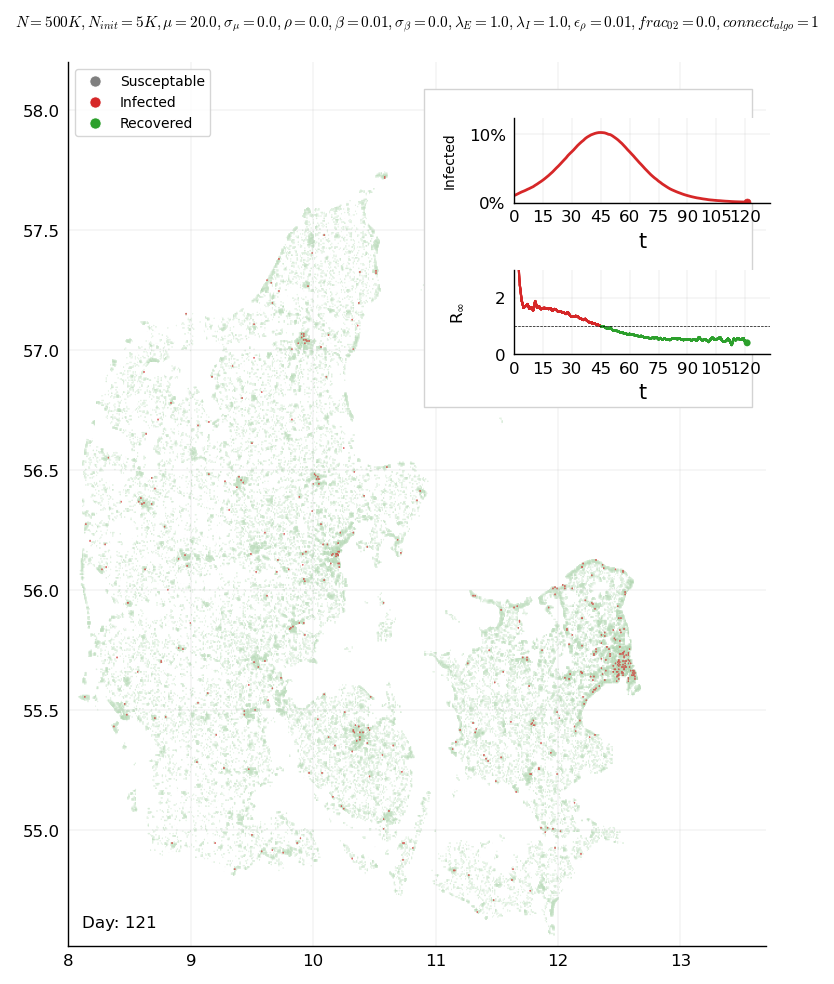 N = 500K, N_init = 5K, μ = 20.0, σ_μ = 0.0, ρ = 0.0, β = 0.01, σ_β = 0.0, λ_E = 1.0, λ_I = 1.0, ϵ_ρ = 0.01, frac_02 = 0.0, connect_algo = 1
Susceptable
Infected
Recovered
58.0
57.5
57.0
56.5
56.0
55.5
55.0
8 9 10 11 12 13
Day: 121
Infected
10%
0%
0 15 30 45 60 75 90 105 120
t
R∞
2
0
0 15 30 45 60 75 90 105 120
t